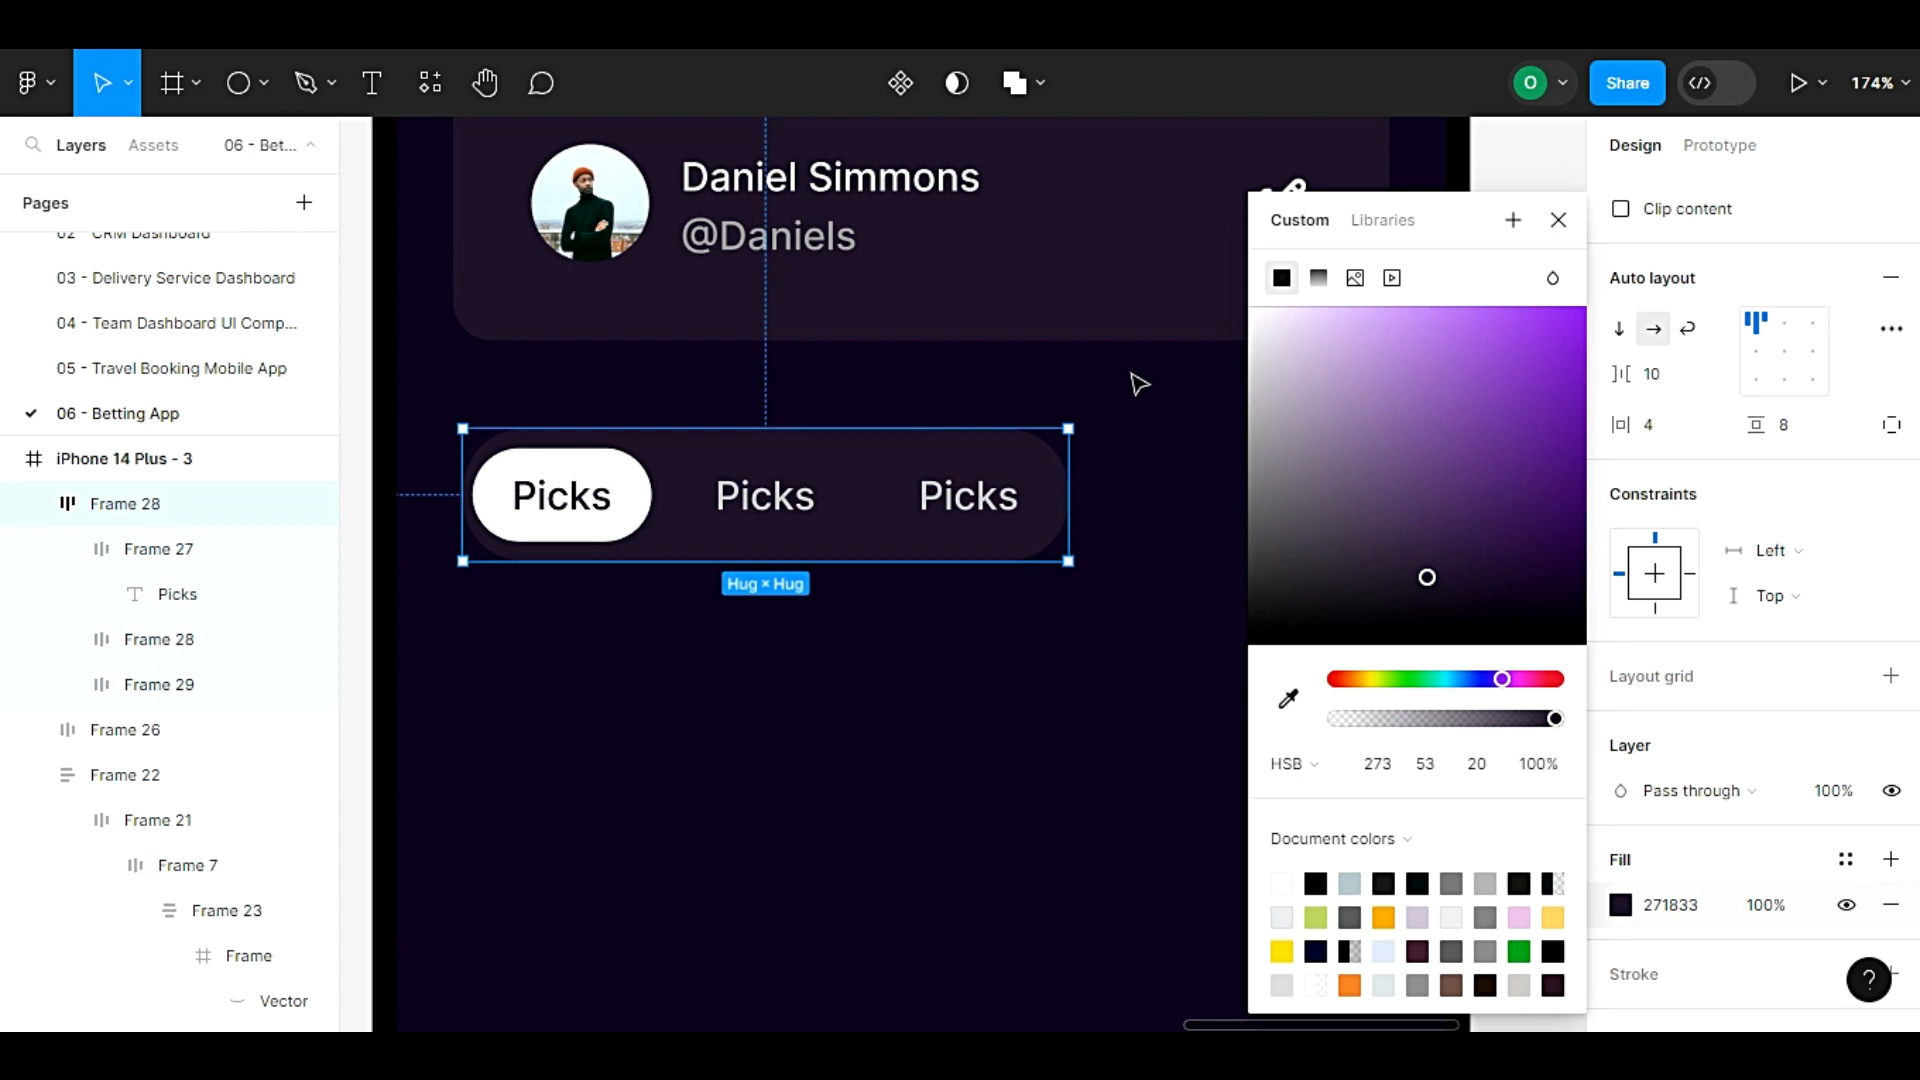 O
Share
174%
Layers
Assets
06 - Bet...
Pages
02 - CRM Dashboard
03 - Delivery Service Dashboard
04 - Team Dashboard UI Comp...
05 - Travel Booking Mobile App
06 - Betting App
iPhone 14 Plus - 3
Frame 28
Frame 27
Picks
Frame 28
Frame 29
Frame 26
Frame 22
Frame 21
Frame 7
Frame 23
Frame
Vector
Daniel Simmons
@Daniels
Picks
Picks
Picks
Hug × Hug
Custom
Libraries
HSB
273
53
20
100%
Document colors
Design
Prototype
Clip content
Auto layout
10
4
8
Constraints
Left
Top
Layout grid
Layer
Pass through
100%
Fill
271833
100%
Stroke
?